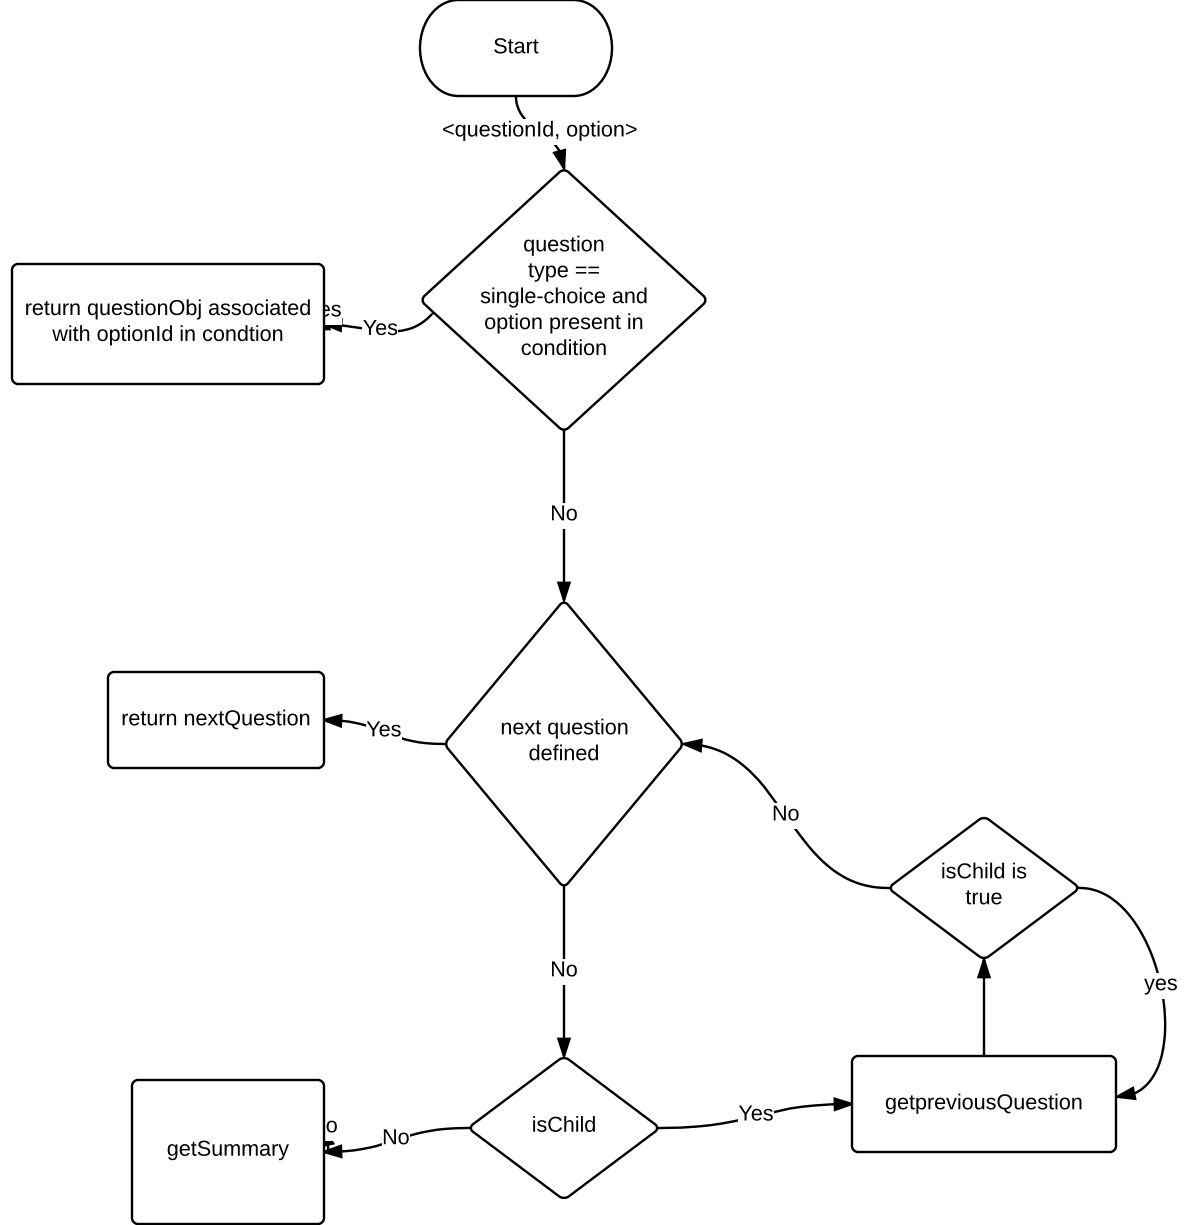 Start
<questionId, option>
question
type ==
single-choice and
option present in
condition
return questionObj associated
with optionId in condtion
es
Yes
No
next question
defined
return nextQuestion
Yes
No
isChild is
true
No
yes
isChild
Yes
getpreviousQuestion
No
o
getSummary